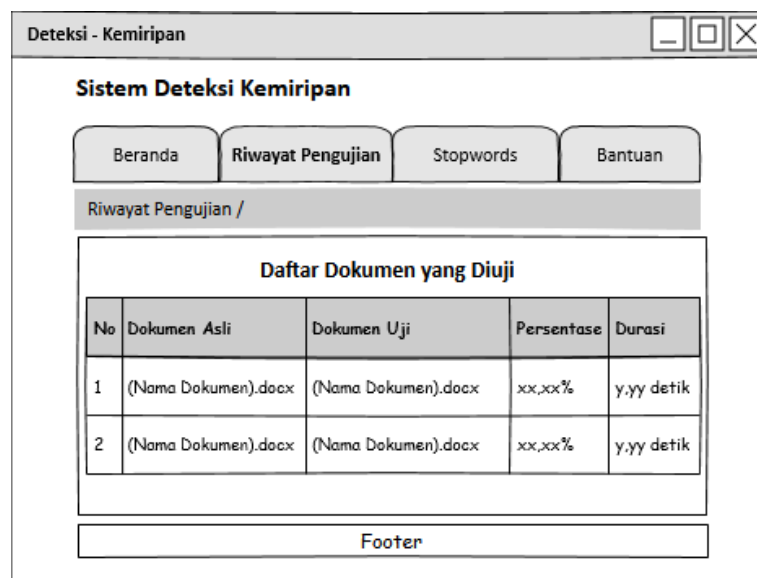 Deteksi - Kemiripan
Sistem Deteksi Kemiripan
Beranda Riwayat Pengujian Stopwords Bantuan
Riwayat Pengujian /
Daftar Dokumen yang Diuji
No Dokumen Asli Dokumen Uji Persentase Durasi
1 (Nama Dokumen).docx (Nama Dokumen).docx xx,xx% y,yy detik
2 (Nama Dokumen).docx (Nama Dokumen).docx xx,xx% y,yy detik
Footer